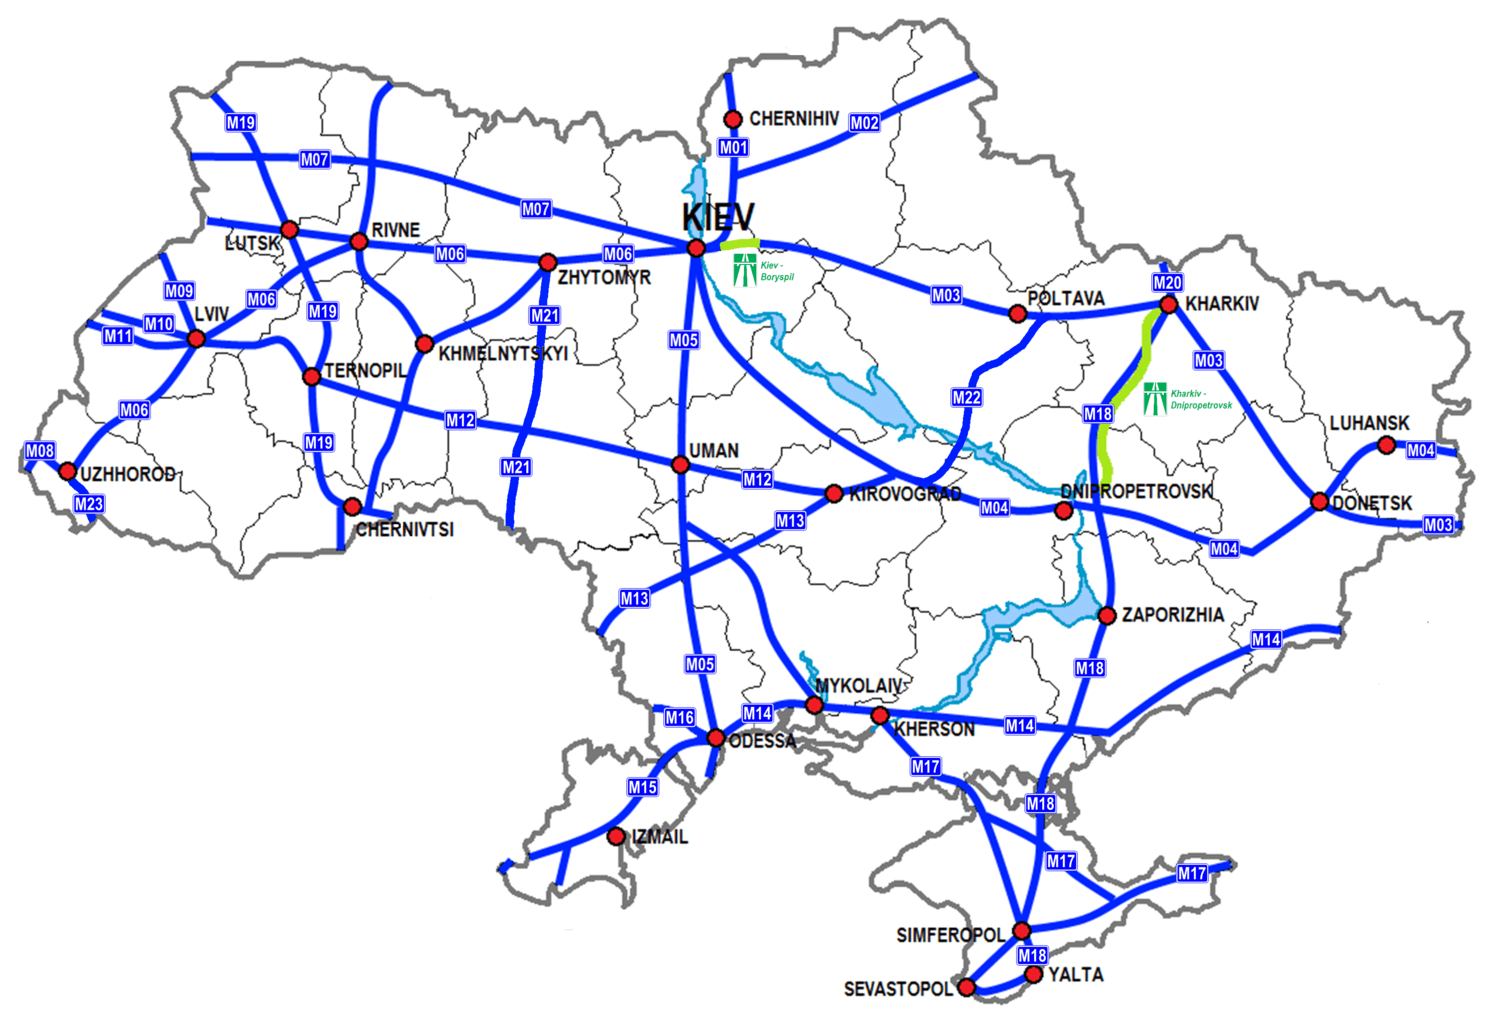 CHERNIHIV
M19
M02
M01
M07
M07
KIEV
RIVNE
LUTSK
M06
M06
ZHYTOMYR
Kiev -
Boryspil
M20
M09
M06
M03
POLTAVA
KHARKIV
LVIV
M19
M10
M21
M11
M05
KHMELNYTSKYI
M03
TERNOPIL
M22
Kharkiv -
Dnipropetrovsk
M06
M12
M18
LUHANSK
M19
M08
UMAN
M04
UZHHOROD
M21
M12
KIROVOGRAD
DNIPROPETROVSK
M23
M04
DONETSK
CHERNIVTSI
M13
M03
M04
M13
ZAPORIZHIA
M14
M05
M18
MYKOLAIV
M16
M14
KHERSON
M14
ODESSA
M17
M15
M18
IZMAIL
M17
M17
SIMFEROPOL
M18
YALTA
SEVASTOPOL